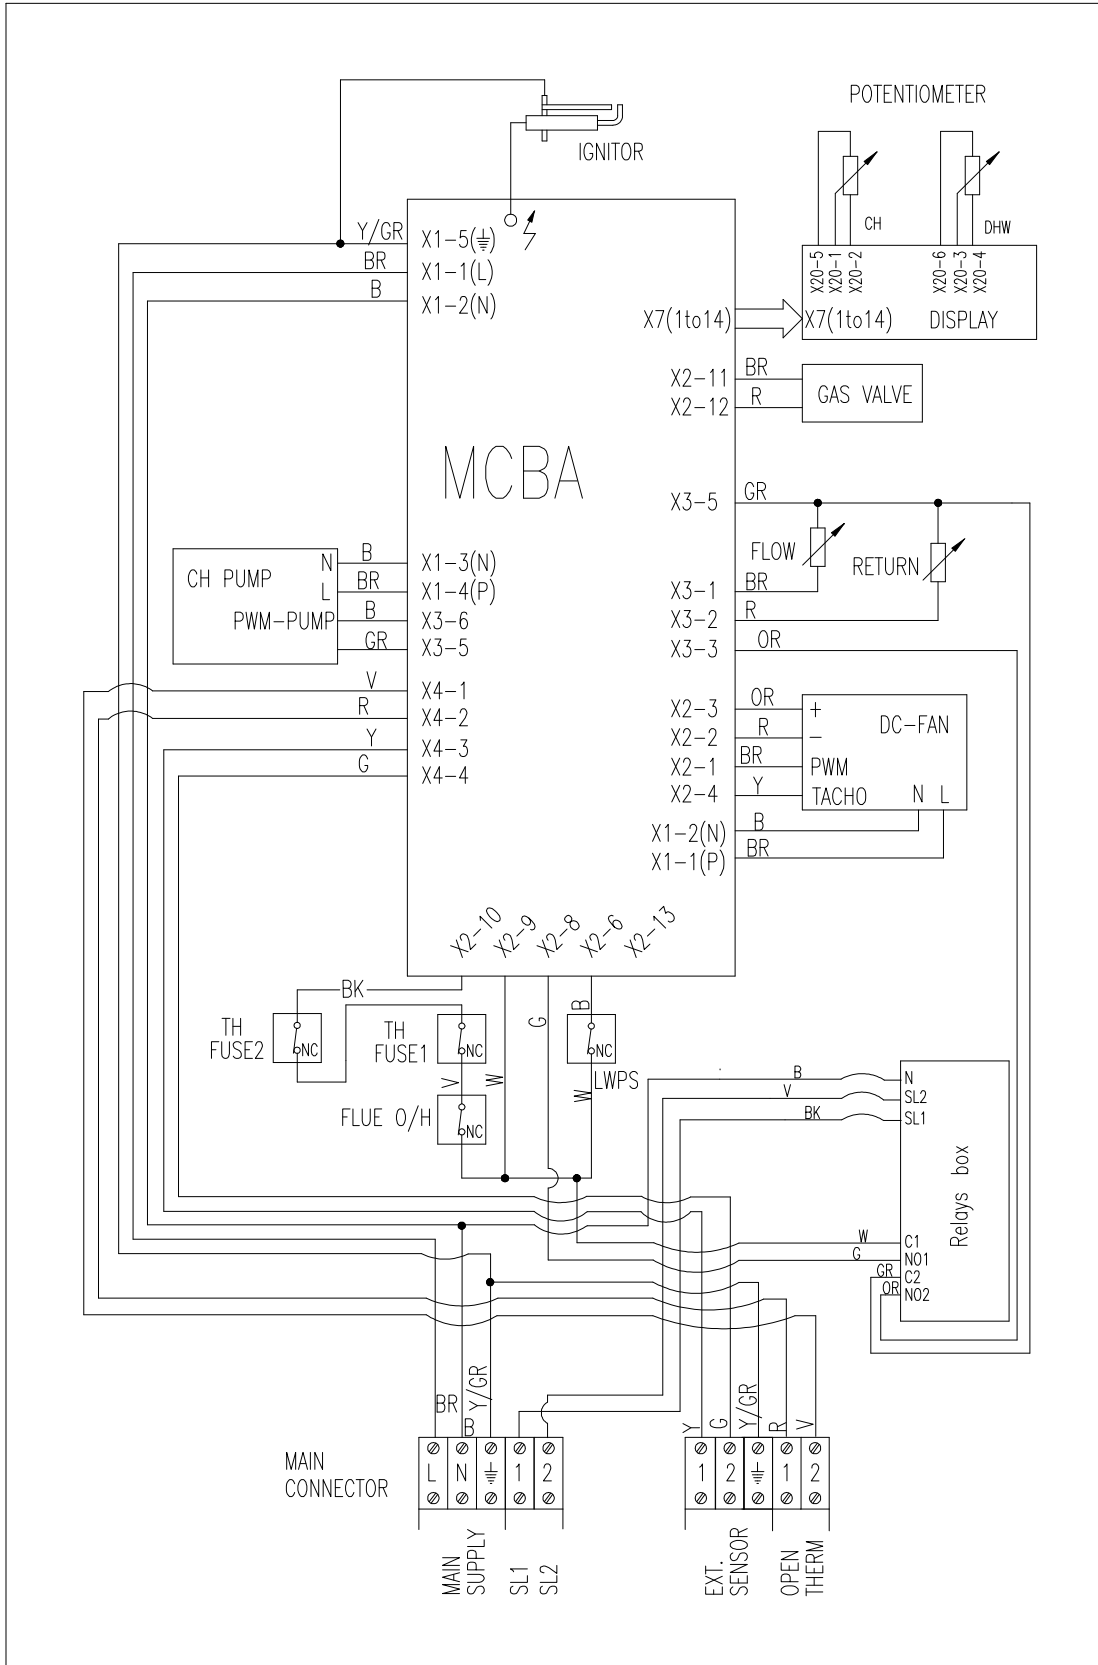 POTENTIOMETER
IGNITOR
CH
DHW
X20-5
X20-1
X20-2
X20-6
X20-3
X20-4
X7(1to14)
DISPLAY
Y/GR
X1-5(⏚)
BR
X1-1(L)
B
X1-2(N)
X7(1to14)
X2-11
BR
X2-12
R
GAS VALVE
MCBA
X3-5
GR
FLOW
RETURN
CH PUMP
N
B
X1-3(N)
L
BR
X1-4(P)
PWM-PUMP
B
X3-6
GR
X3-5
X3-1
BR
X3-2
R
X3-3
OR
V
X4-1
R
X4-2
Y
X4-3
G
X4-4
X2-3
OR
+
X2-2
R
−
X2-1
BR
PWM
X2-4
Y
TACHO
DC-FAN
N L
X1-2(N)
B
X1-1(P)
BR
X2-10
X2-9
X2-8
X2-6
X2-13
BK
TH
FUSE2
NC
TH
FUSE1
NC
G
B
NC
LWPS
V
W
W
FLUE O/H
NC
B
N
V
SL2
BK
SL1
Relays box
W
C1
G
NO1
GR
C2
OR
NO2
BR
B
Y/GR
Y
G
Y/GR
R
V
MAIN
CONNECTOR
L
N
⏚
1
2
1
2
⏚
1
2
MAIN
SUPPLY
SL1
SL2
EXT.
SENSOR
OPEN
THERM